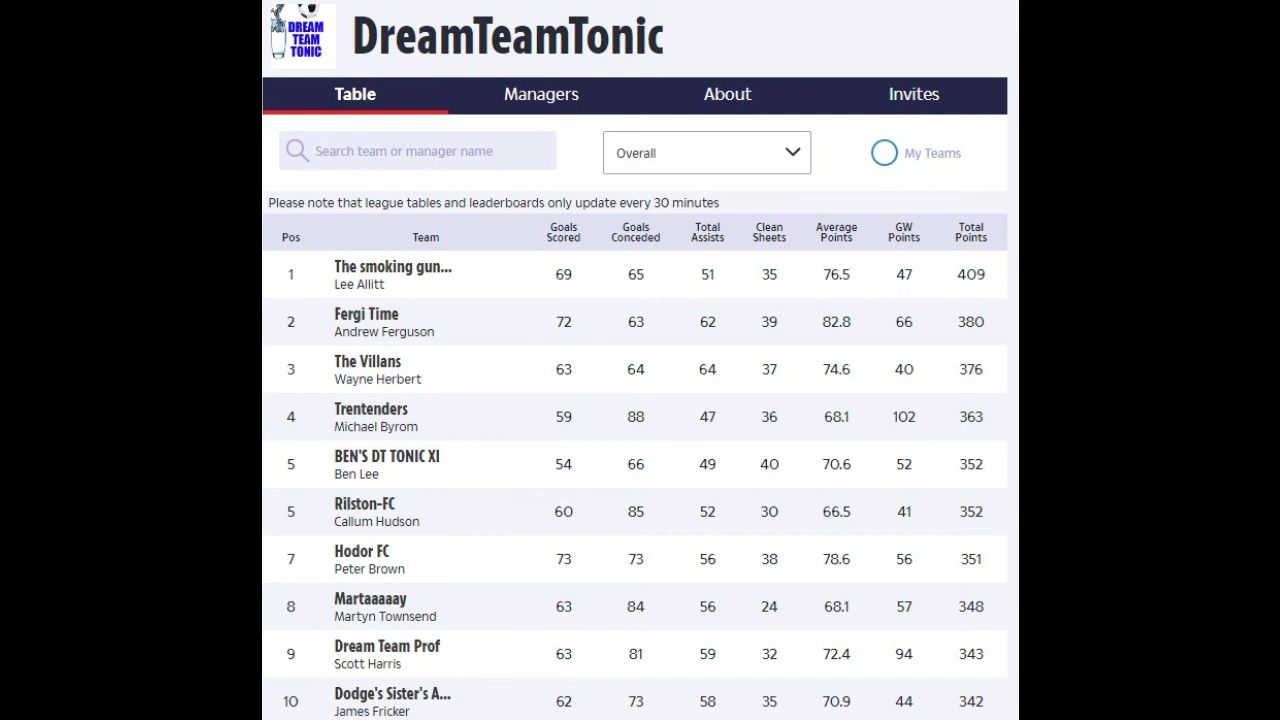 DREAM
TEAM
TONIC
DreamTeamTonic
Table Managers About Invites
Search team or manager name Overall My Teams
Please note that league tables and leaderboards only update every 30 minutes
Pos Team Goals Scored Goals Conceded Total Assists Clean Sheets Average Points GW Points Total Points
1 The smoking gun... 69 65 51 35 76.5 47 409
Lee Allitt
2 Fergi Time 72 63 62 39 82.8 66 380
Andrew Ferguson
3 The Villans 63 64 64 37 74.6 40 376
Wayne Herbert
4 Trentenders 59 88 47 36 68.1 102 363
Michael Byrom
5 BEN'S DT TONIC XI 54 66 49 40 70.6 52 352
Ben Lee
5 Rilston-FC 60 85 52 30 66.5 41 352
Callum Hudson
7 Hodor FC 73 73 56 38 78.6 56 351
Peter Brown
8 Martaaaaay 63 84 56 24 68.1 57 348
Martyn Townsend
9 Dream Team Prof 63 81 59 32 72.4 94 343
Scott Harris
10 Dodge's Sister's A... 62 73 58 35 70.9 44 342
James Fricker